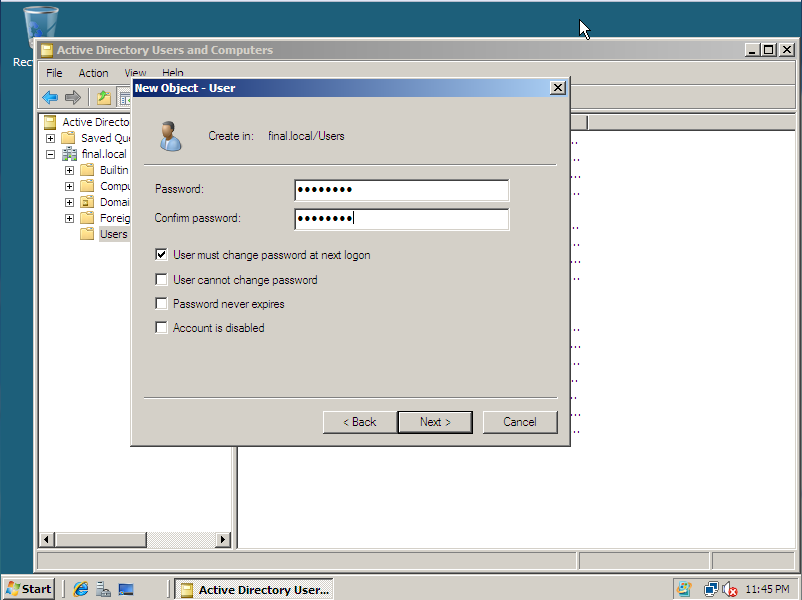 Rec
Active Directory Users and Computers
File Action View Help
New Object - User
Active Directo
Saved Que
final.local
Builtin
Compu
Domai
Foreig
Users
Create in: final.local/Users
Password:
Confirm password:
User must change password at next logon
User cannot change password
Password never expires
Account is disabled
< Back Next > Cancel
Start Active Directory User... 11:45 PM